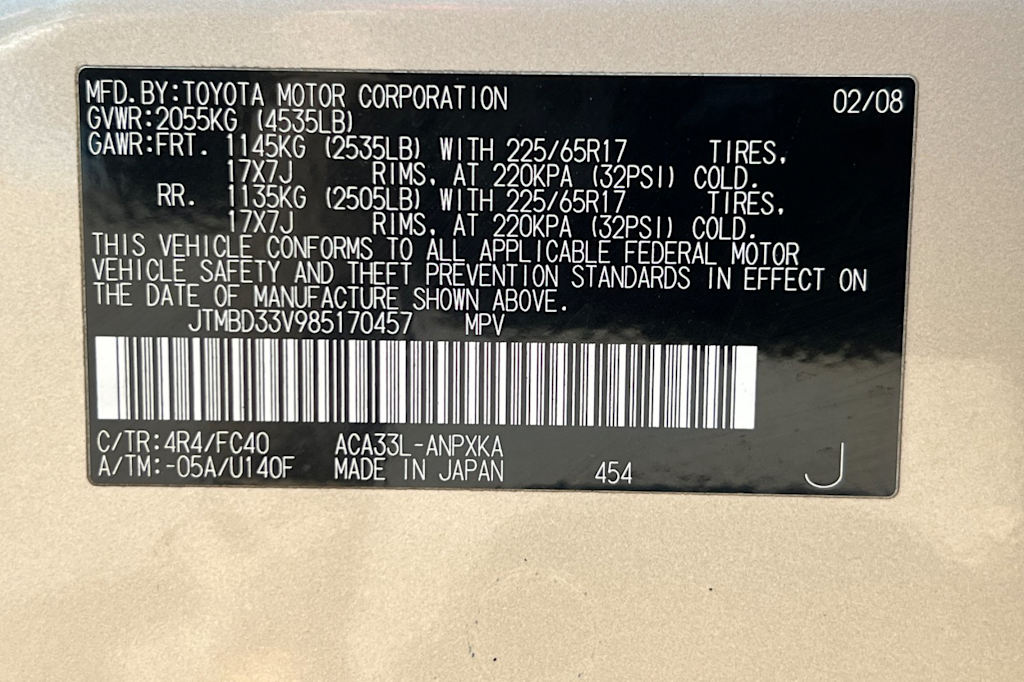 MFD. BY: TOYOTA MOTOR CORPORATION 02/08
GVWR: 2055KG (4535LB)
GAWR: FRT. 1145KG (2535LB) WITH 225/65R17 TIRES,
17X7J RIMS, AT 220KPA (32PSI) COLD.
RR. 1135KG (2505LB) WITH 225/65R17 TIRES,
17X7J RIMS, AT 220KPA (32PSI) COLD.
THIS VEHICLE CONFORMS TO ALL APPLICABLE FEDERAL MOTOR
VEHICLE SAFETY AND THEFT PREVENTION STANDARDS IN EFFECT ON
THE DATE OF MANUFACTURE SHOWN ABOVE.
JTMBD33V985170457 MPV
C/TR: 4R4/FC40 ACA33L-ANPXKA
A/TM: -05A/U140F MADE IN JAPAN 454 J